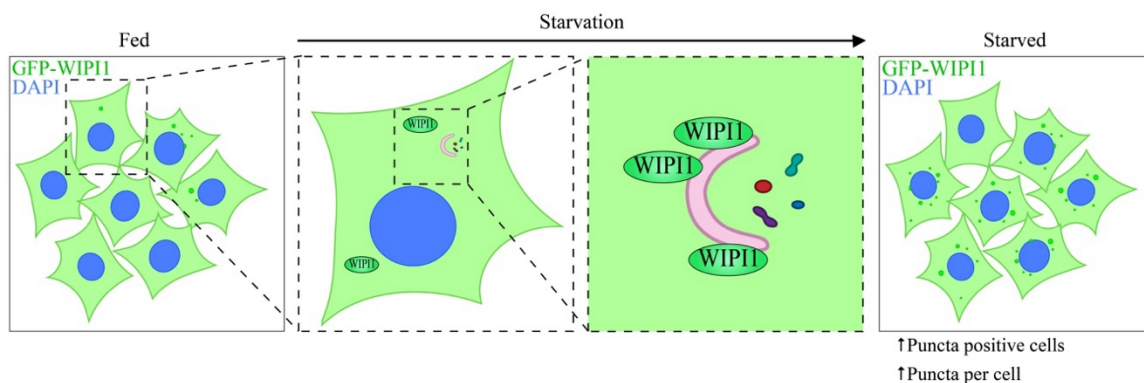 Starvation
Fed
Starved
GFP-WIPI1
DAPI
WIPI1
WIPI1
WIPI1
WIPI1
WIPI1
GFP-WIPI1
DAPI
↑Puncta positive cells
↑Puncta per cell